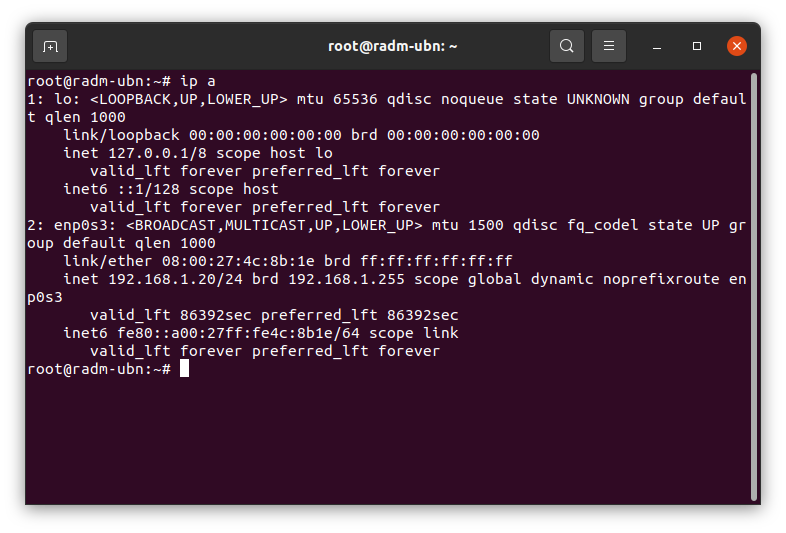 root@radm-ubn: ~
root@radm-ubn:~# ip a
1: lo: <LOOPBACK,UP,LOWER_UP> mtu 65536 qdisc noqueue state UNKNOWN group defaul
t qlen 1000
    link/loopback 00:00:00:00:00:00 brd 00:00:00:00:00:00
    inet 127.0.0.1/8 scope host lo
       valid_lft forever preferred_lft forever
    inet6 ::1/128 scope host
       valid_lft forever preferred_lft forever
2: enp0s3: <BROADCAST,MULTICAST,UP,LOWER_UP> mtu 1500 qdisc fq_codel state UP gr
oup default qlen 1000
    link/ether 08:00:27:4c:8b:1e brd ff:ff:ff:ff:ff:ff
    inet 192.168.1.20/24 brd 192.168.1.255 scope global dynamic noprefixroute en
p0s3
       valid_lft 86392sec preferred_lft 86392sec
    inet6 fe80::a00:27ff:fe4c:8b1e/64 scope link
       valid_lft forever preferred_lft forever
root@radm-ubn:~#